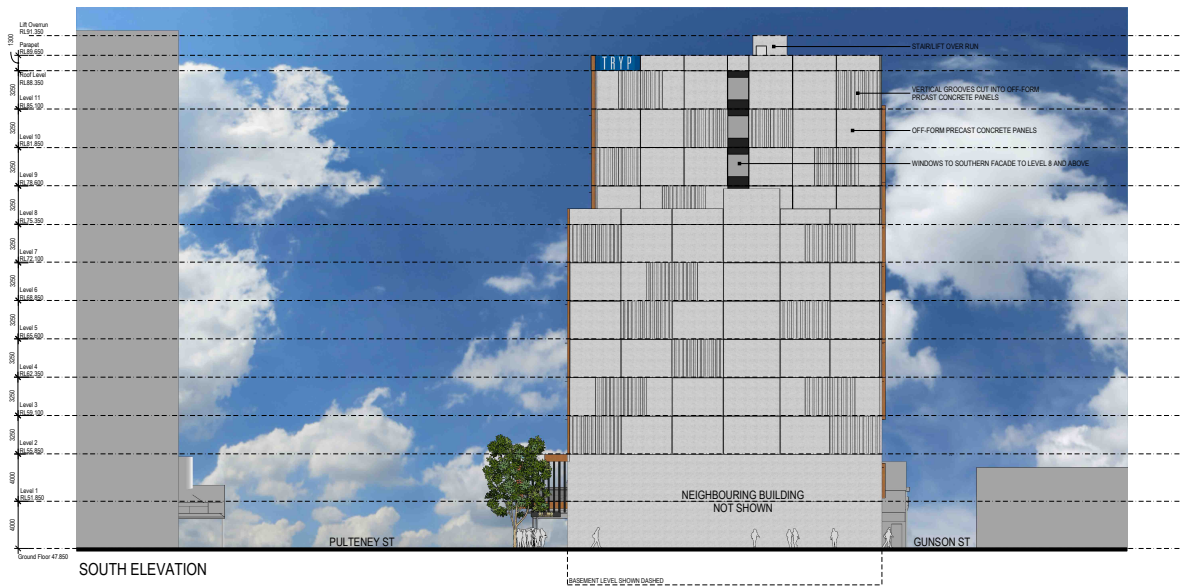 Lift Overrun
RL91.350
1300
Parapet
RL89.650
Roof Level
RL88.350
3250
Level 11
RL85.100
3250
Level 10
RL81.850
3250
Level 9
RL78.600
3250
Level 8
RL75.350
3250
Level 7
RL72.100
3250
Level 6
RL68.850
3250
Level 5
RL65.600
3250
Level 4
RL62.350
3250
Level 3
RL59.100
3250
Level 2
RL55.850
4000
Level 1
RL51.850
4000
Ground Floor 47.850
TRYP
STAIR/LIFT OVER RUN
VERTICAL GROOVES CUT INTO OFF-FORM
PRCAST CONCRETE PANELS
OFF-FORM PRECAST CONCRETE PANELS
WINDOWS TO SOUTHERN FACADE TO LEVEL 8 AND ABOVE
NEIGHBOURING BUILDING
NOT SHOWN
PULTENEY ST
GUNSON ST
SOUTH ELEVATION
BASEMENT LEVEL SHOWN DASHED